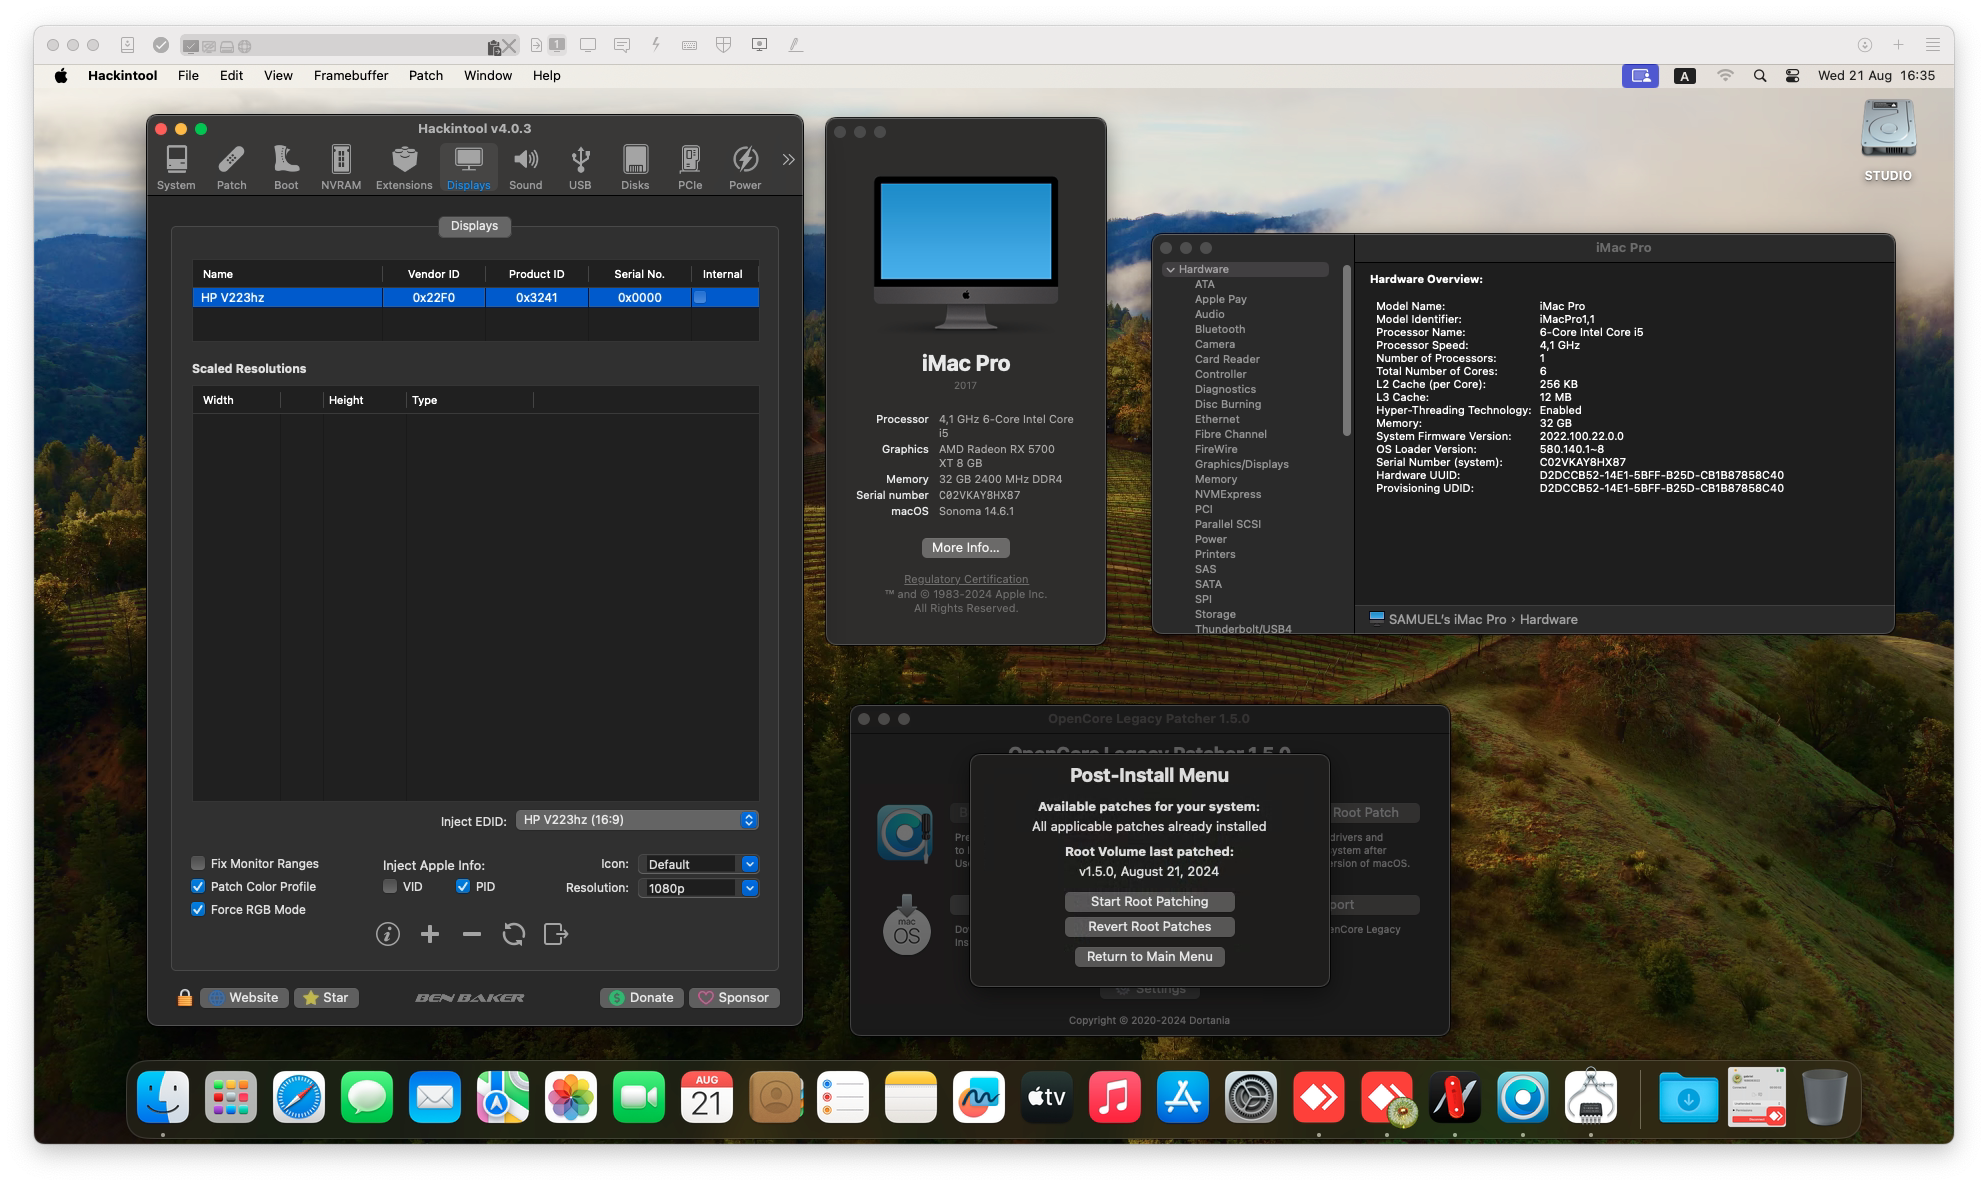 1
Hackintool File Edit View Framebuffer Patch Window Help
A
Wed 21 Aug 16:35
STUDIO
Hackintool v4.0.3
System Patch Boot NVRAM Extensions Displays Sound USB Disks PCIe Power
Displays
Name Vendor ID Product ID Serial No. Internal
HP V223hz 0x22F0 0x3241 0x0000
Scaled Resolutions
Width Height Type
Inject EDID: HP V223hz (16:9)
Fix Monitor Ranges
Patch Color Profile
Force RGB Mode
Inject Apple Info:
VID PID
Icon: Default
Resolution: 1080p
Website Star BEN BAKER Donate Sponsor
iMac Pro
2017
Processor 4,1 GHz 6-Core Intel Core
i5
Graphics AMD Radeon RX 5700
XT 8 GB
Memory 32 GB 2400 MHz DDR4
Serial number C02VKAY8HX87
macOS Sonoma 14.6.1
More Info...
Regulatory Certification
™ and © 1983-2024 Apple Inc.
All Rights Reserved.
iMac Pro
Hardware
ATA
Apple Pay
Audio
Bluetooth
Camera
Card Reader
Controller
Diagnostics
Disc Burning
Ethernet
Fibre Channel
FireWire
Graphics/Displays
Memory
NVMExpress
PCI
Parallel SCSI
Power
Printers
SAS
SATA
SPI
Storage
Thunderbolt/USB4
Hardware Overview:
Model Name: iMac Pro
Model Identifier: iMacPro1,1
Processor Name: 6-Core Intel Core i5
Processor Speed: 4,1 GHz
Number of Processors: 1
Total Number of Cores: 6
L2 Cache (per Core): 256 KB
L3 Cache: 12 MB
Hyper-Threading Technology: Enabled
Memory: 32 GB
System Firmware Version: 2022.100.22.0.0
OS Loader Version: 580.140.1~8
Serial Number (system): C02VKAY8HX87
Hardware UUID: D2DCCB52-14E1-5BFF-B25D-CB1B87858C40
Provisioning UDID: D2DCCB52-14E1-5BFF-B25D-CB1B87858C40
SAMUEL's iMac Pro › Hardware
OpenCore Legacy Patcher 1.5.0
OpenCore Legacy Patcher 1.5.0
Post-Install Menu
Available patches for your system:
All applicable patches already installed
Root Volume last patched:
v1.5.0, August 21, 2024
Start Root Patching
Revert Root Patches
Return to Main Menu
Root Patch
drivers and
ystem after
ersion of macOS.
port
enCore Legacy
mac
OS
Settings
Copyright © 2020-2024 Dortania
AUG
21
tv